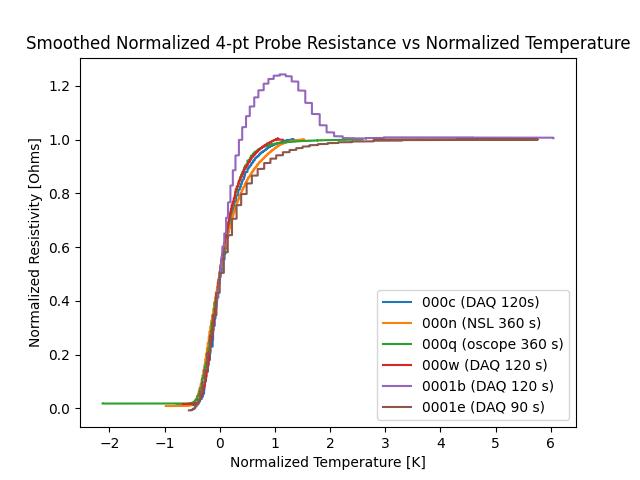 Smoothed Normalized 4-pt Probe Resistance vs Normalized Temperature
Normalized Resistivity [Ohms]
1.2
1.0
0.8
0.6
0.4
0.2
0.0
000c (DAQ 120s)
000n (NSL 360 s)
000q (oscope 360 s)
000w (DAQ 120 s)
0001b (DAQ 120 s)
0001e (DAQ 90 s)
−2 −1 0 1 2 3 4 5 6
Normalized Temperature [K]